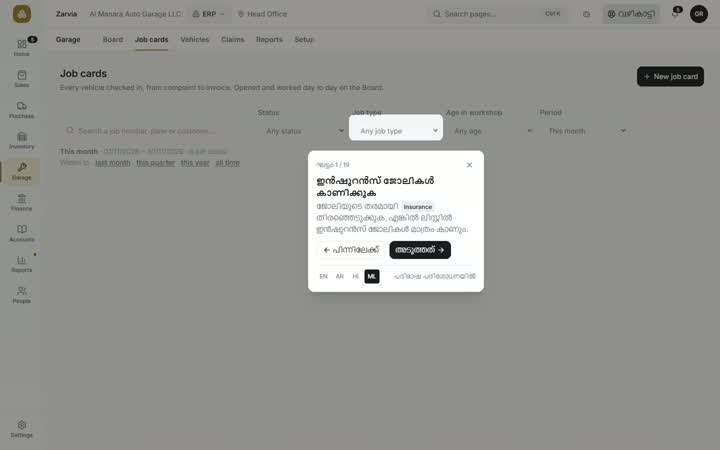 Zarvia
Al Manara Auto Garage LLC
ERP
Head Office
Search pages...
Ctrl K
വഴികാട്ടി
GR
Home
Sales
Purchase
Inventory
Garage
Finance
Accounts
Reports
People
Settings
Garage
Board
Job cards
Vehicles
Claims
Reports
Setup
Job cards
Every vehicle checked in, from complaint to invoice. Opened and worked day to day on the Board.
New job card
Status
Job type
Age in workshop
Period
Search a job number, plate or customer...
Any status
Any job type
Any age
This month
This month
Widen to last month this quarter this year all time
ഘട്ടം 1 / 19
ഇൻഷുറൻസ് ജോലികൾ
കാണിക്കുക
ജോലിയുടെ തരമായി Insurance
തിരഞ്ഞെടുക്കുക, എങ്കിൽ ലിസ്റ്റിൽ
ഇൻഷുറൻസ് ജോലികൾ മാത്രം കാണും.
← പിന്നിലേക്ക്
അടുത്തത് →
EN AR HI ML
പരിഭാഷ പരിശോധനയിൽ